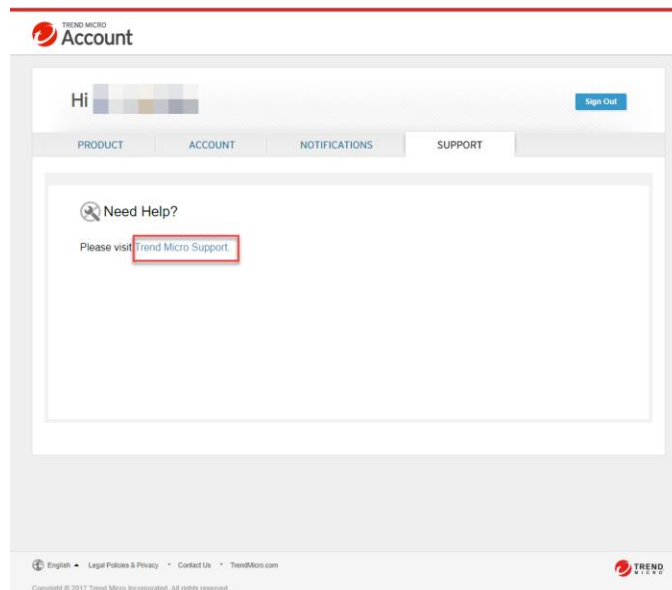 TREND MICRO
Account
Hi
Sign Out
PRODUCT ACCOUNT NOTIFICATIONS SUPPORT
Need Help?
Please visit Trend Micro Support.
English Legal Policies & Privacy • Contact Us • TrendMicro.com
TREND
MICRO
Copyright © 2017 Trend Micro Incorporated. All rights reserved.